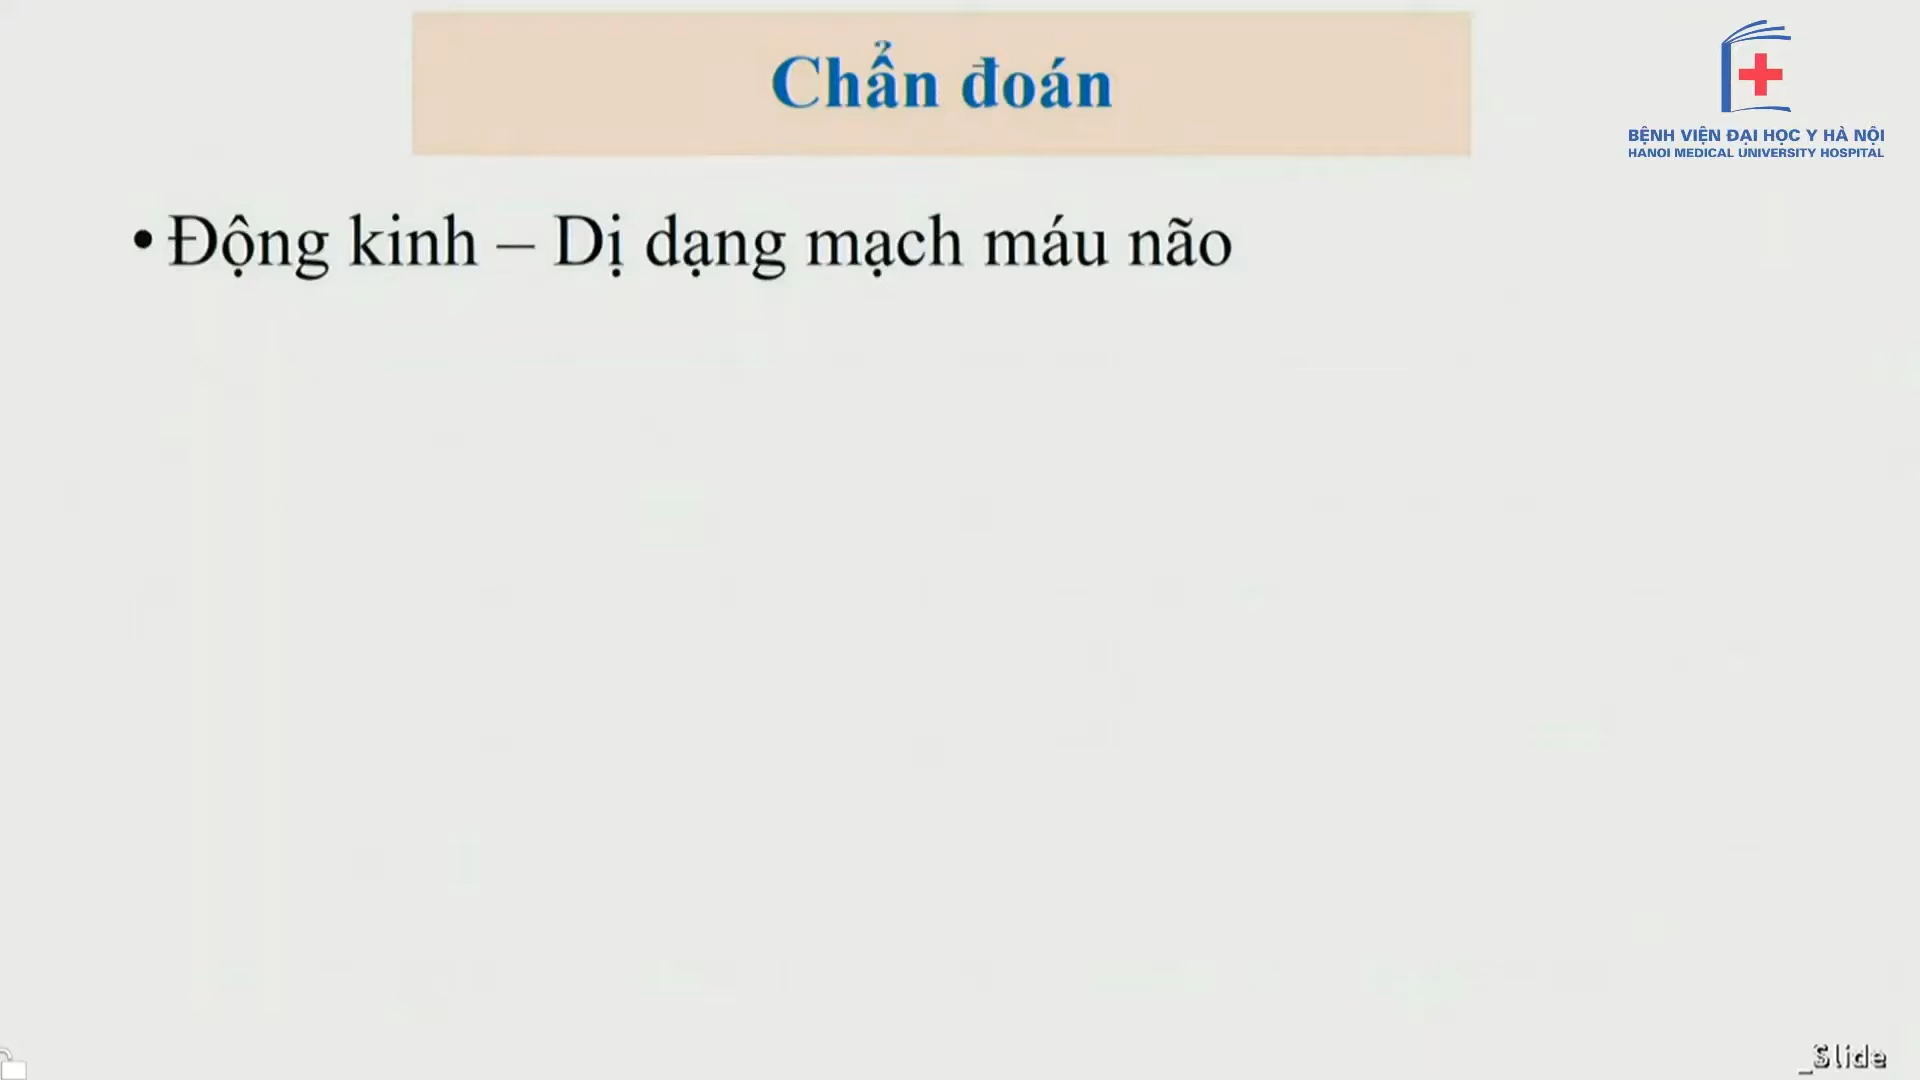 Chẩn đoán
BỆNH VIỆN ĐẠI HỌC Y HÀ NỘI
HANOI MEDICAL UNIVERSITY HOSPITAL
• Động kinh – Dị dạng mạch máu não
_Slide